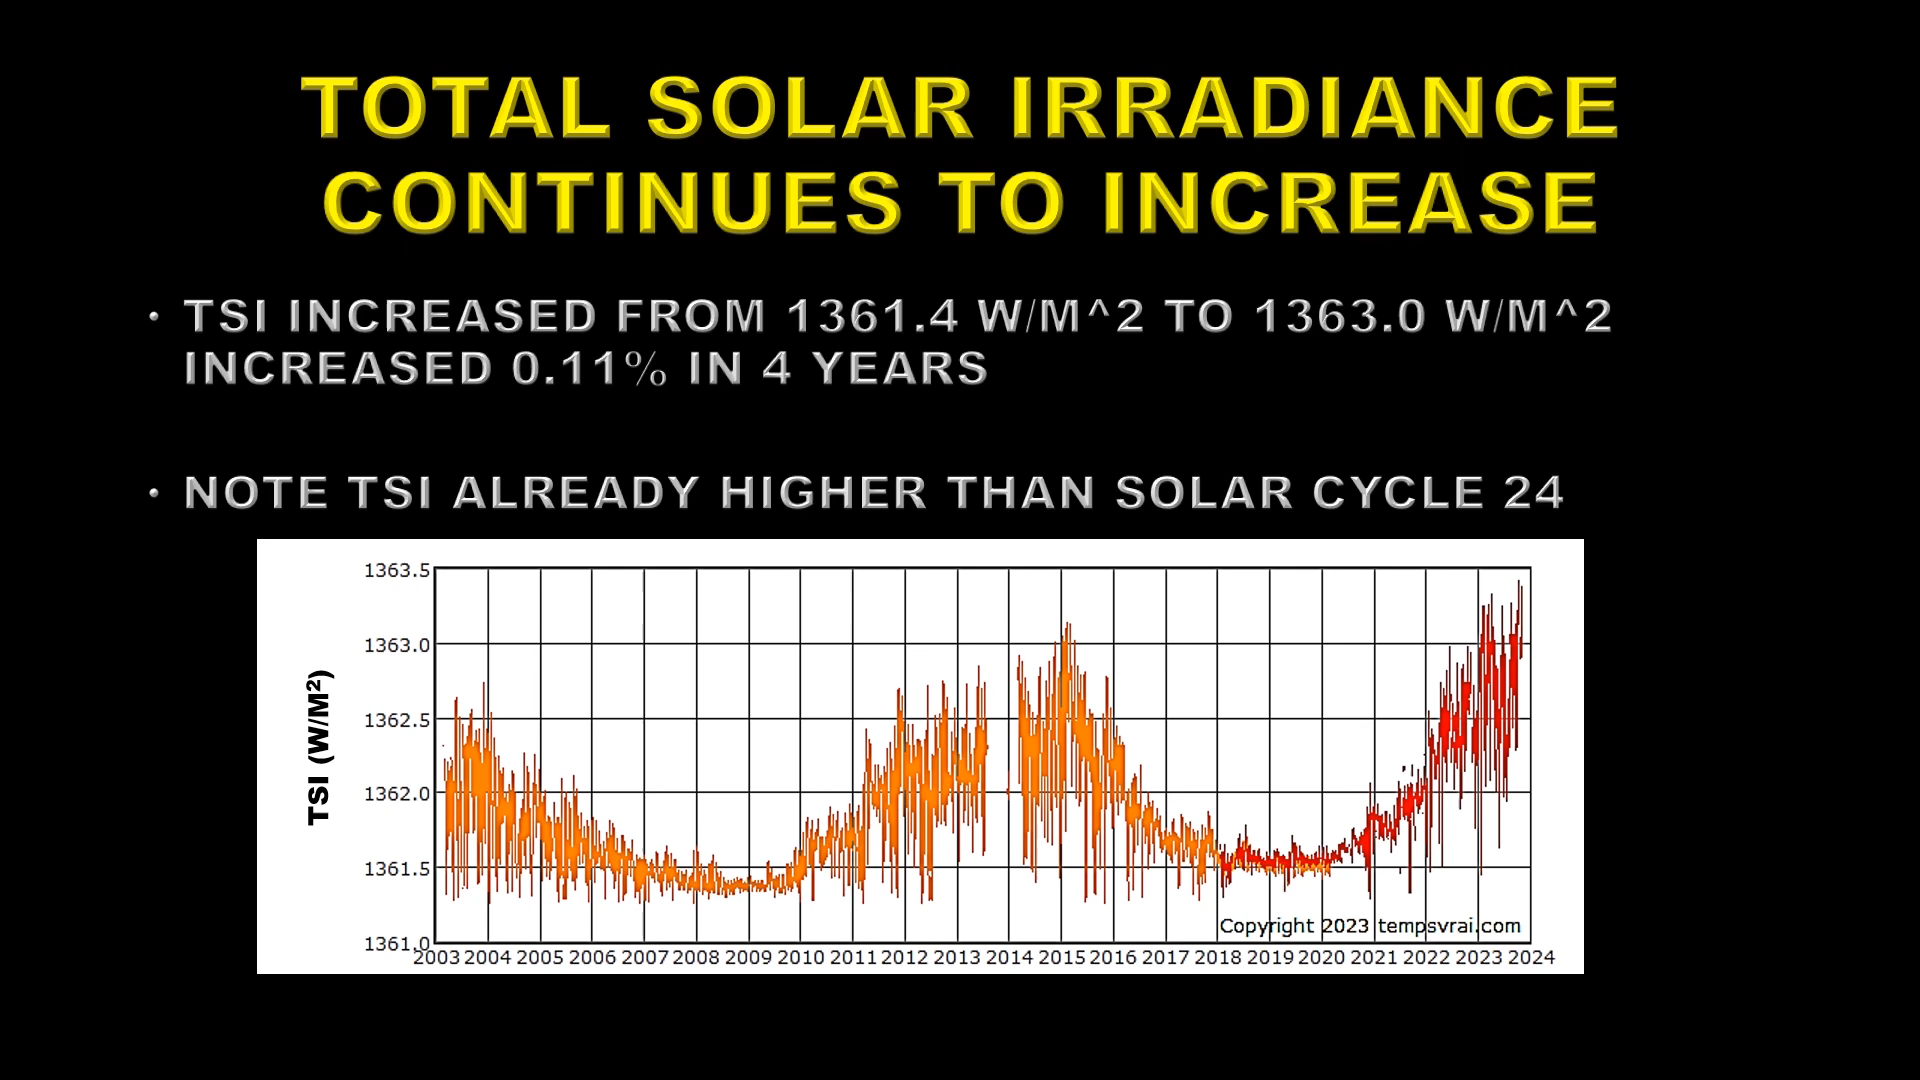 TOTAL SOLAR IRRADIANCE
CONTINUES TO INCREASE
• TSI INCREASED FROM 1361.4 W/M^2 TO 1363.0 W/M^2
INCREASED 0.11% IN 4 YEARS
• NOTE TSI ALREADY HIGHER THAN SOLAR CYCLE 24
TSI (W/M²)
1363.5
1363.0
1362.5
1362.0
1361.5
1361.0
Copyright 2023 tempsvrai.com
2003 2004 2005 2006 2007 2008 2009 2010 2011 2012 2013 2014 2015 2016 2017 2018 2019 2020 2021 2022 2023 2024